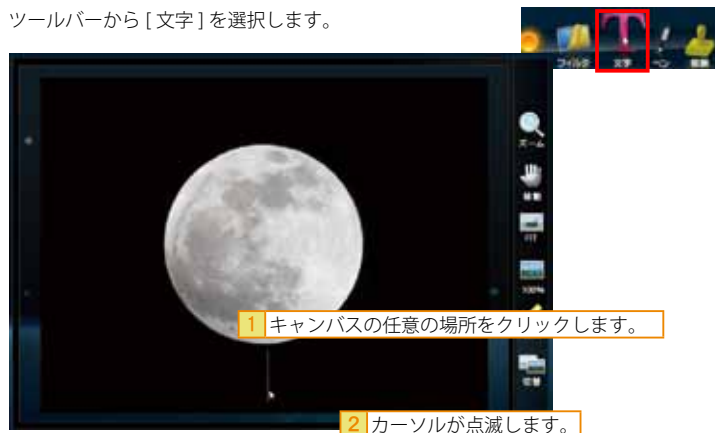 ツールバーから [ 文字 ] を選択します。
フィルタ
文字
ペン
ズーム
移動
FIT
100%
1 キャンバスの任意の場所をクリックします。
切替
2 カーソルが点滅します。